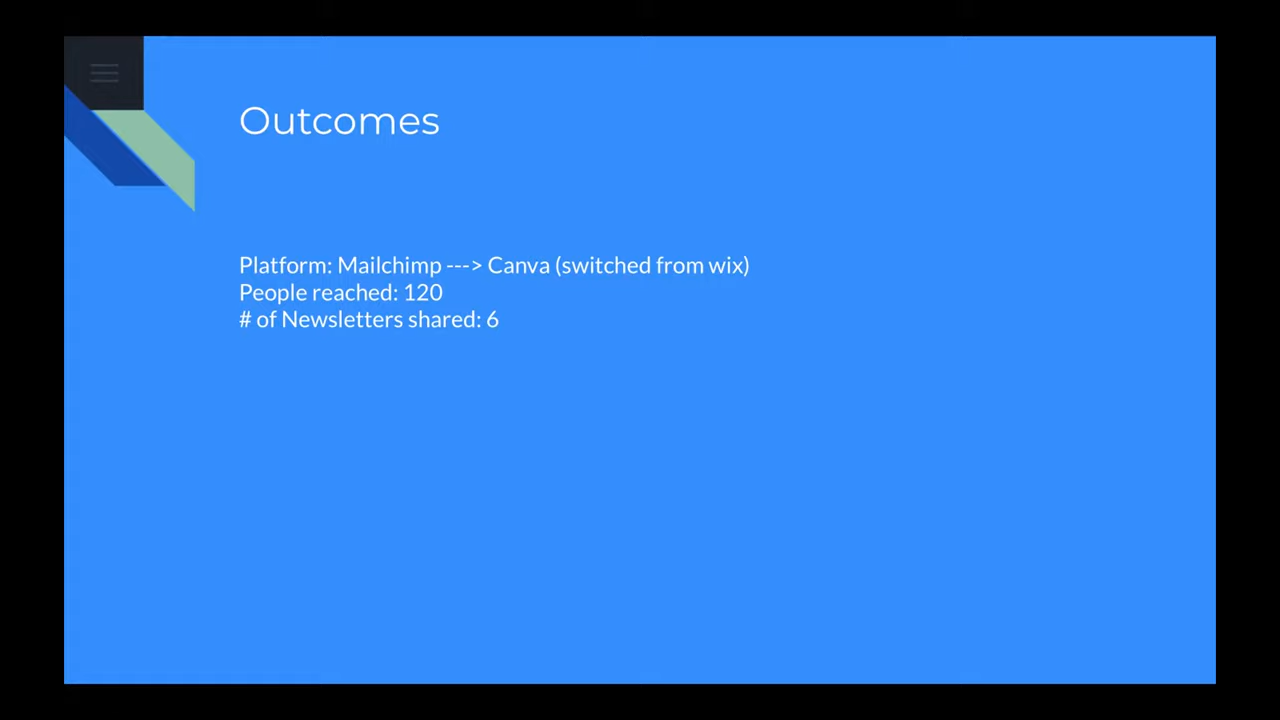 Outcomes
Platform: Mailchimp ---> Canva (switched from wix)
People reached: 120
# of Newsletters shared: 6